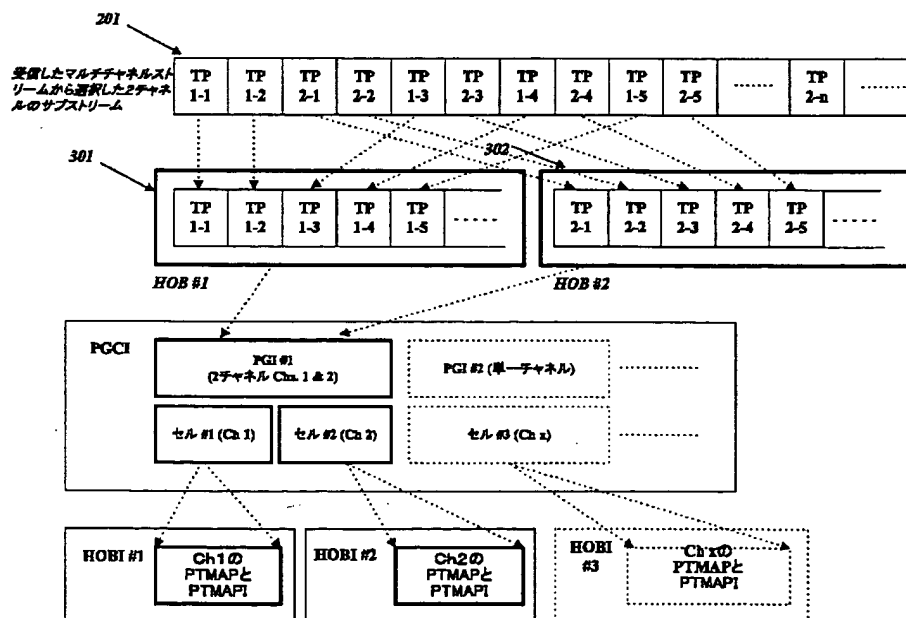 201
受信したマルチチャネルスト
リームから選択した2チャネ
ルのサブストリーム
TP 1-1
TP 1-2
TP 2-1
TP 2-2
TP 1-3
TP 2-3
TP 1-4
TP 2-4
TP 1-5
TP 2-5
TP 2-n
301
302
TP 1-1
TP 1-2
TP 1-3
TP 1-4
TP 1-5
TP 2-1
TP 2-2
TP 2-3
TP 2-4
TP 2-5
HOB #1
HOB #2
PGCI
PGI #1
(2チャネル Chs. 1 & 2)
PGI #2 (単一チャネル)
セル #1 (Ch 1)
セル #2 (Ch 2)
セル #3 (Ch x)
HOBI #1
Ch1の
PTMAPと
PTMAPI
HOBI #2
Ch2の
PTMAPと
PTMAPI
HOBI
#3
Ch xの
PTMAPと
PTMAPI